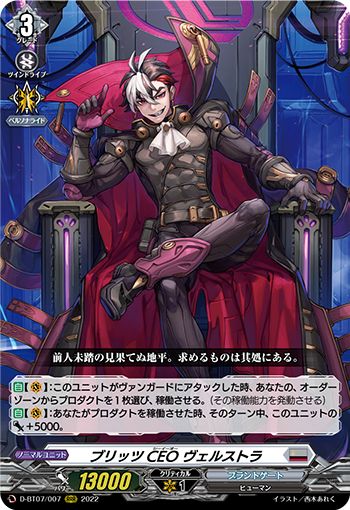 3
グレード
ツインドライブ
ペルソナライド
前人未踏の見果てぬ地平。求めるものは其処にある。
自【V】:このユニットがヴァンガードにアタックした時、あなたの、オーダー
ゾーンからプロダクトを1枚選び、稼働させる。(その稼働能力を発動させる)
自【V】:あなたがプロダクトを稼働させた時、そのターン中、このユニットの
+5000。
ノーマルユニット
ブリッツCEO ヴェルストラ
ブラントゲート
D-BT07/007 RRR 2022
パワー 13000
クリティカル
1
ヒューマン
イラスト/西木あれく